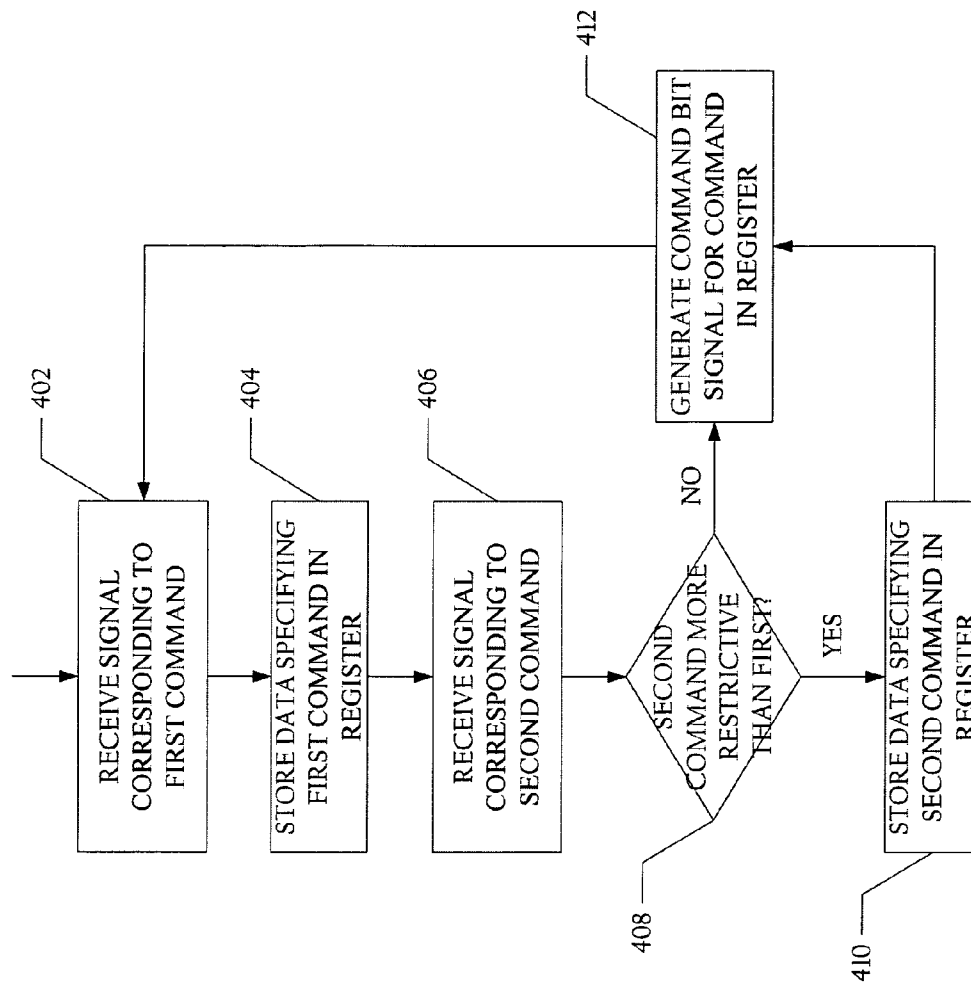 402
RECEIVE SIGNAL
CORRESPONDING TO
FIRST COMMAND
404
STORE DATA SPECIFYING
FIRST COMMAND IN
REGISTER
406
RECEIVE SIGNAL
CORRESPONDING TO
SECOND COMMAND
408
SECOND
COMMAND MORE
RESTRICTIVE
THAN FIRST?
NO
YES
410
STORE DATA SPECIFYING
SECOND COMMAND IN
REGISTER
412
GENERATE COMMAND BIT
SIGNAL FOR COMMAND
IN REGISTER